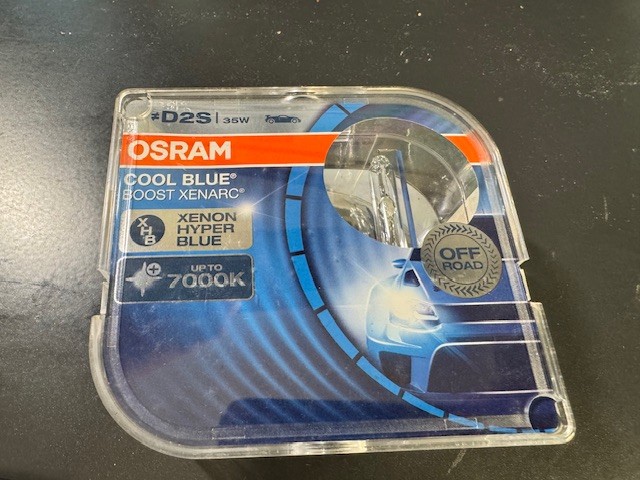 ≠D2S | 35W
OSRAM
COOL BLUE®
BOOST XENARC®
XHB
XENON
HYPER
BLUE
UP TO
7000K
OFF
ROAD